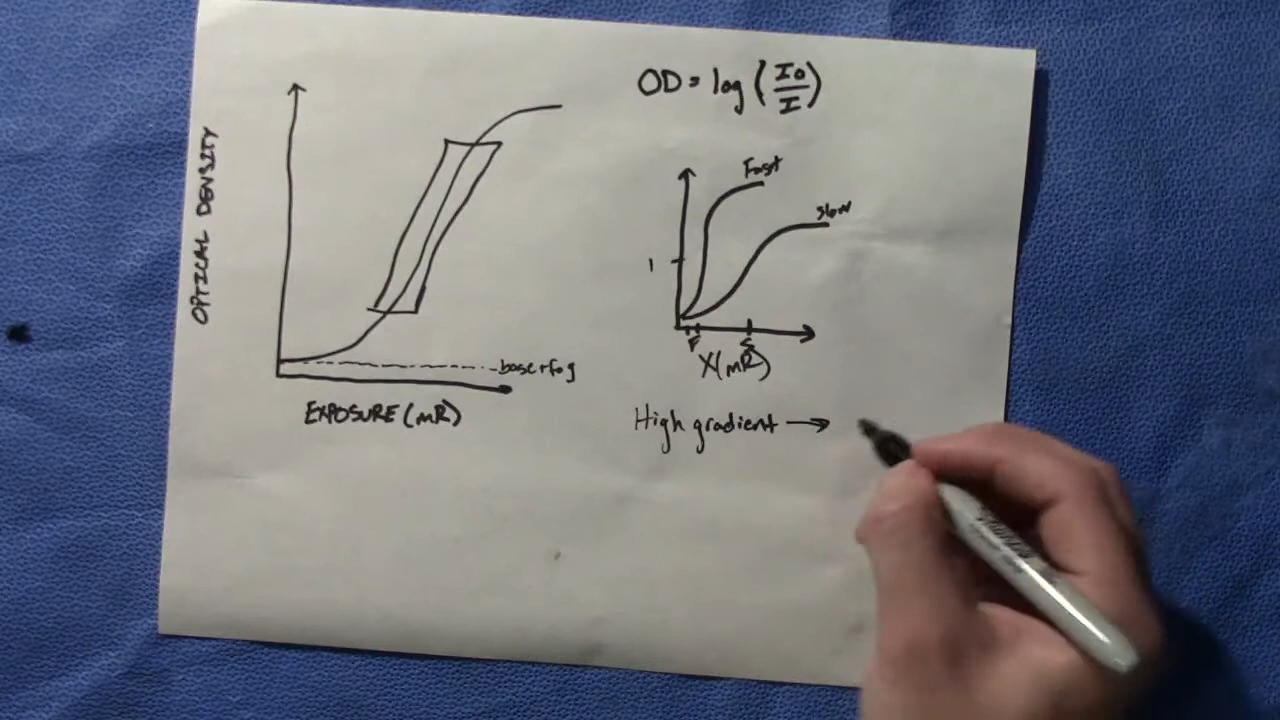 OPTICAL DENSITY
base+fog
EXPOSURE (mR)
OD = log (Io/I)
Fast
slow
1
F
S
X(mR)
High gradient →